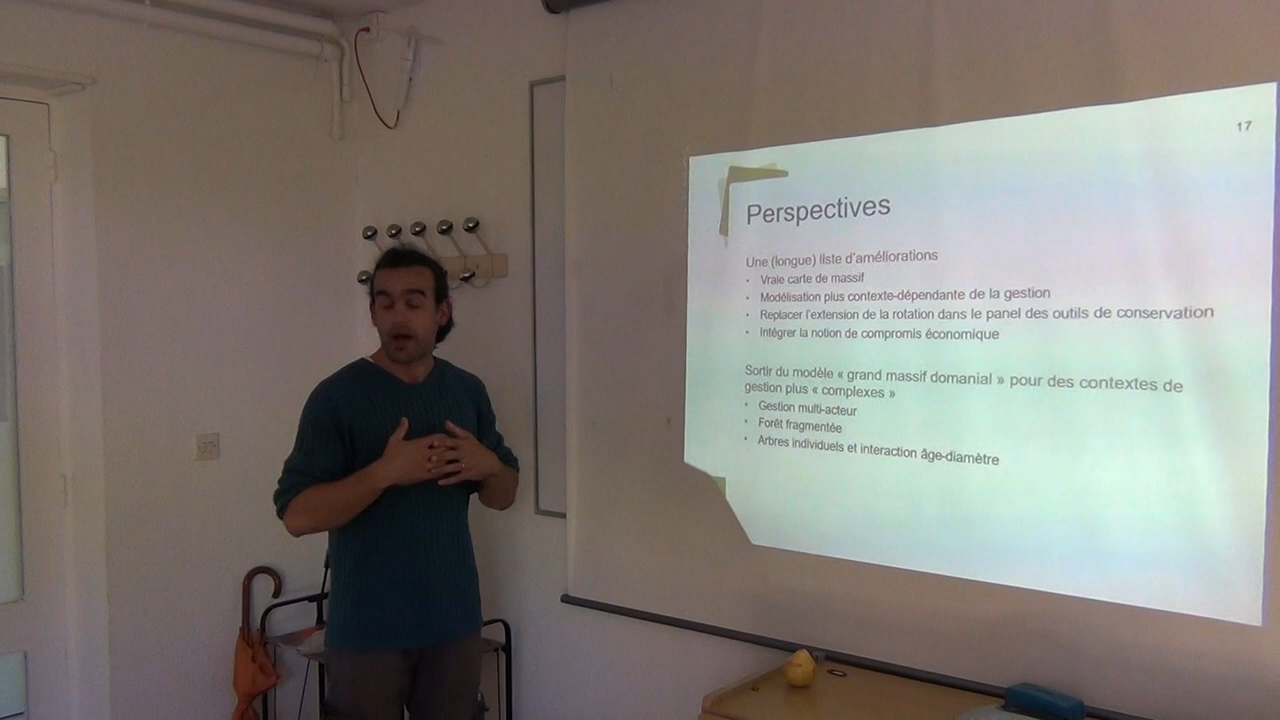 17
Perspectives
Une (longue) liste d'améliorations
• Vraie carte de massif
• Modélisation plus contexte-dépendante de la gestion
• Replacer l'extension de la rotation dans le panel des outils de conservation
• Intégrer la notion de compromis économique
Sortir du modèle « grand massif domanial » pour des contextes de
gestion plus « complexes »
• Gestion multi-acteur
• Forêt fragmentée
• Arbres individuels et interaction âge-diamètre